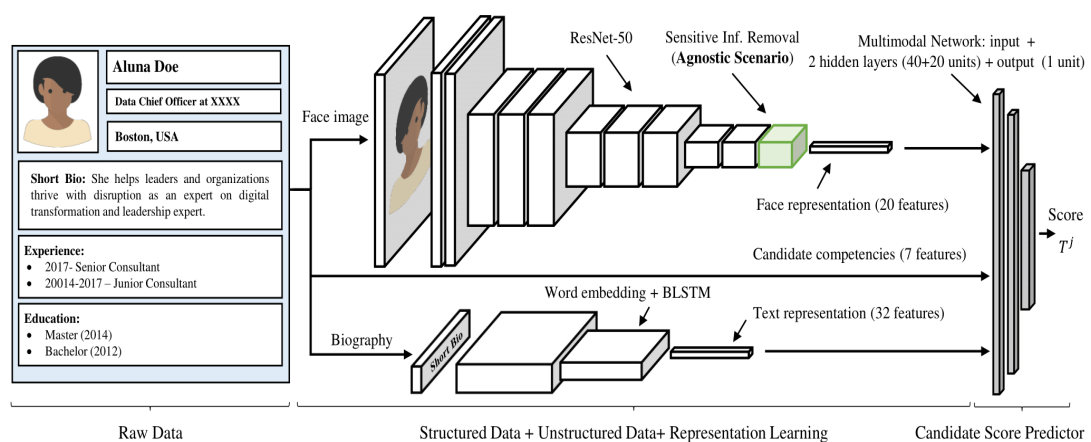 Aluna Doe
Data Chief Officer at XXXX
Boston, USA
Short Bio: She helps leaders and organizations
thrive with disruption as an expert on digital
transformation and leadership expert.
Experience:
• 2017- Senior Consultant
• 20014-2017 – Junior Consultant
Education:
• Master (2014)
• Bachelor (2012)
Raw Data
Face image
ResNet-50
Sensitive Inf. Removal
(Agnostic Scenario)
Face representation (20 features)
Candidate competencies (7 features)
Word embedding + BLSTM
Text representation (32 features)
Biography
Short Bio
Structured Data + Unstructured Data+ Representation Learning
Multimodal Network: input +
2 hidden layers (40+20 units) + output (1 unit)
Score
T^j
Candidate Score Predictor